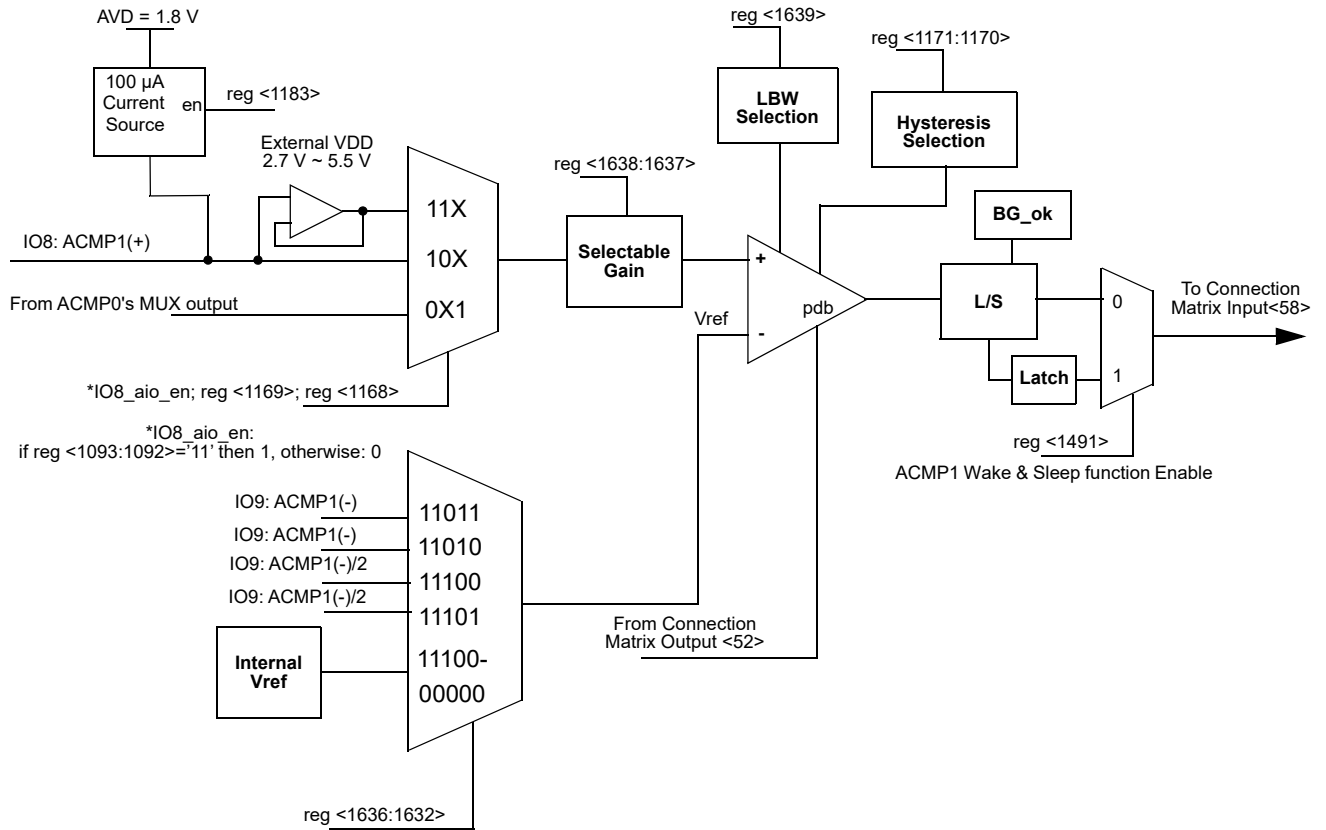 AVD = 1.8 V
reg <1639>
reg <1171:1170>
100 µA
Current
Source
en
reg <1183>
LBW
Selection
Hysteresis
Selection
External VDD
2.7 V ~ 5.5 V
reg <1638:1637>
11X
10X
0X1
IO8: ACMP1(+)
From ACMP0's MUX output
Selectable
Gain
+
-
pdb
Vref
BG_ok
L/S
Latch
0
1
To Connection
Matrix Input<58>
*IO8_aio_en; reg <1169>; reg <1168>
*IO8_aio_en:
if reg <1093:1092>='11' then 1, otherwise: 0
reg <1491>
ACMP1 Wake & Sleep function Enable
IO9: ACMP1(-)
11011
IO9: ACMP1(-)
11010
IO9: ACMP1(-)/2
11100
IO9: ACMP1(-)/2
11101
Internal
Vref
11100-
00000
From Connection
Matrix Output <52>
reg <1636:1632>